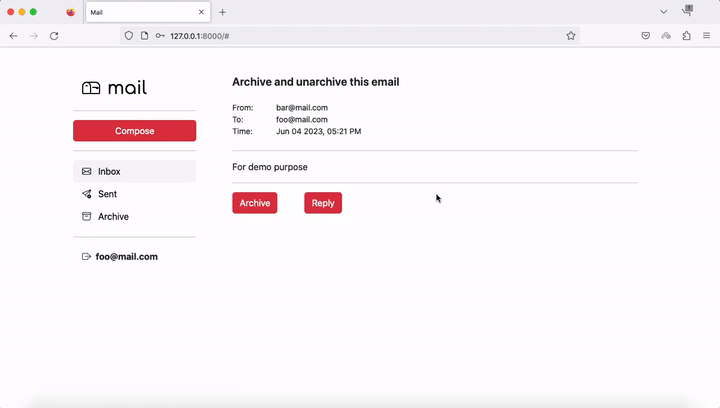 Mail
127.0.0.1:8000/#
mail
Compose
Inbox
Sent
Archive
foo@mail.com
Archive and unarchive this email
From: bar@mail.com
To: foo@mail.com
Time: Jun 04 2023, 05:21 PM
For demo purpose
Archive Reply